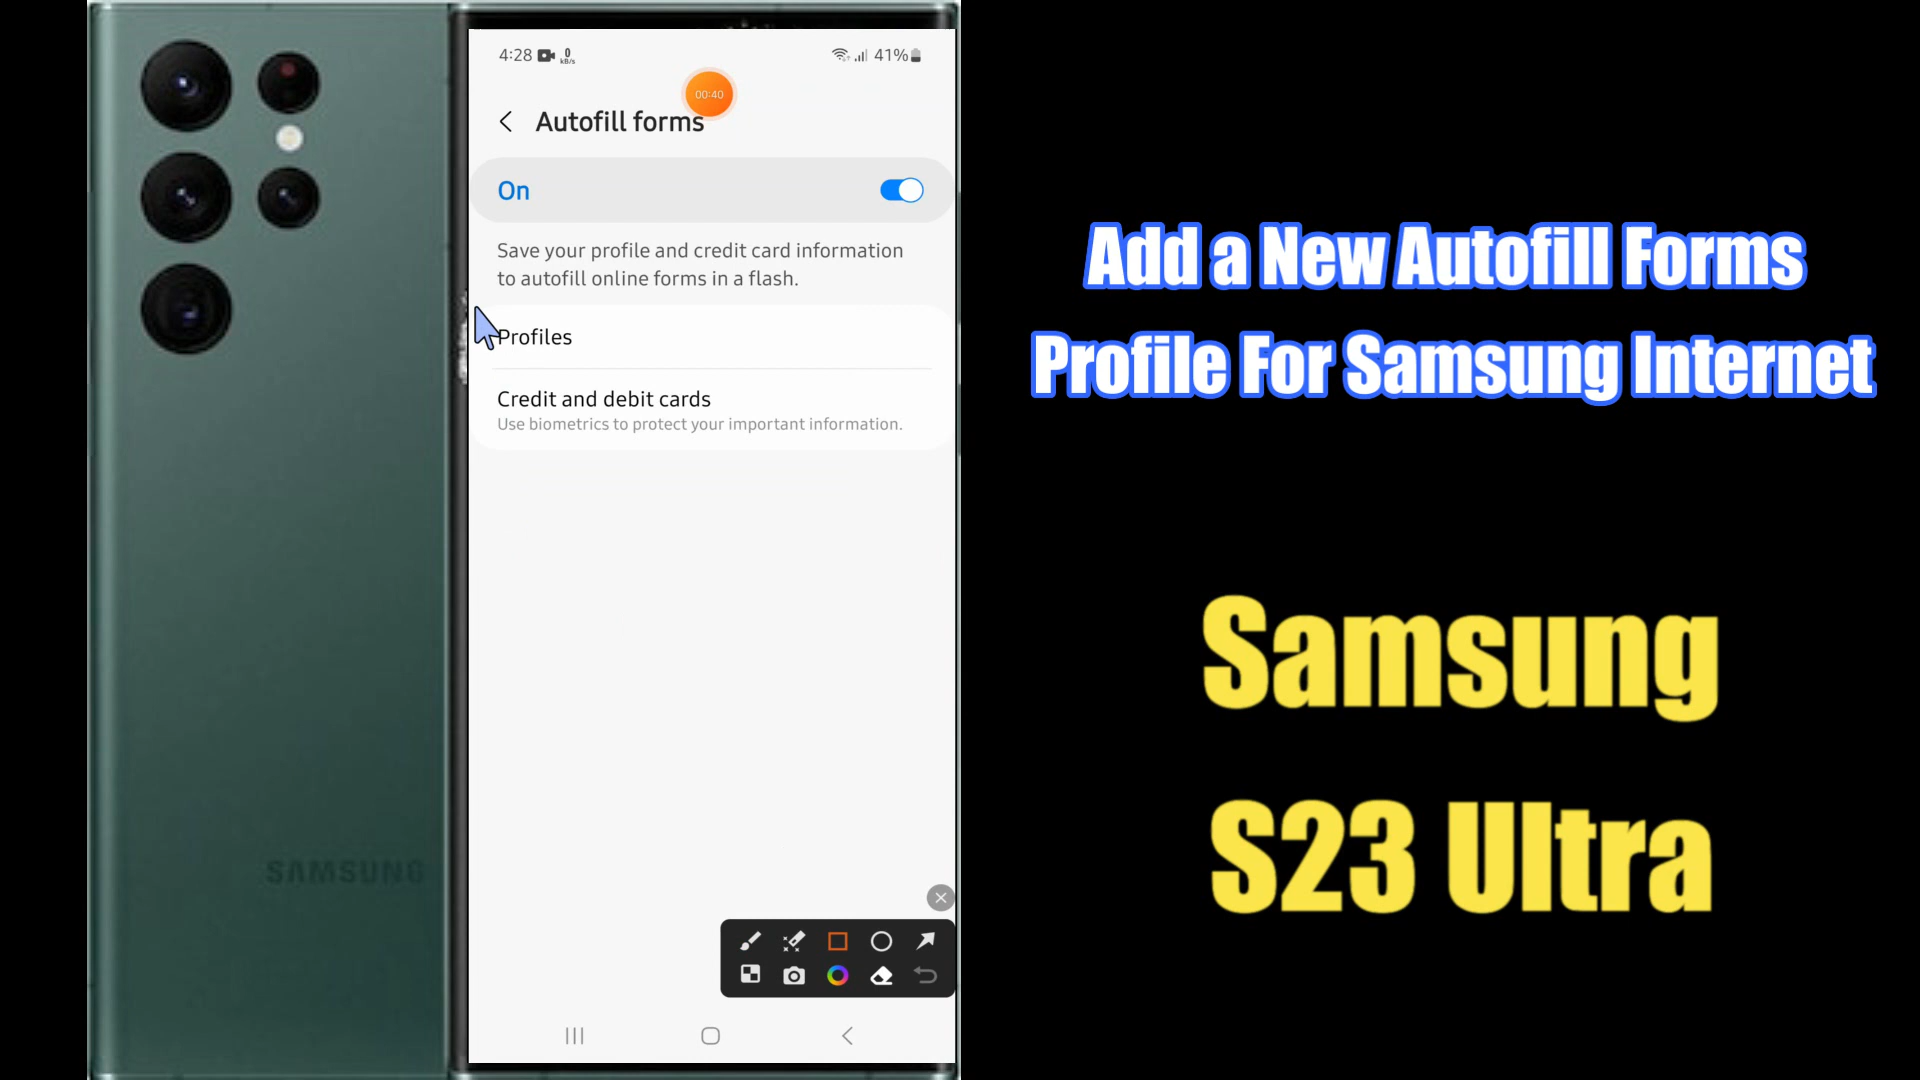 4:28 0 kB/s 41%
00:40
Autofill forms
On
Save your profile and credit card information
to autofill online forms in a flash.
Profiles
Credit and debit cards
Use biometrics to protect your important information.
SAMSUNG
Add a New Autofill Forms
Profile For Samsung Internet
Samsung
S23 Ultra